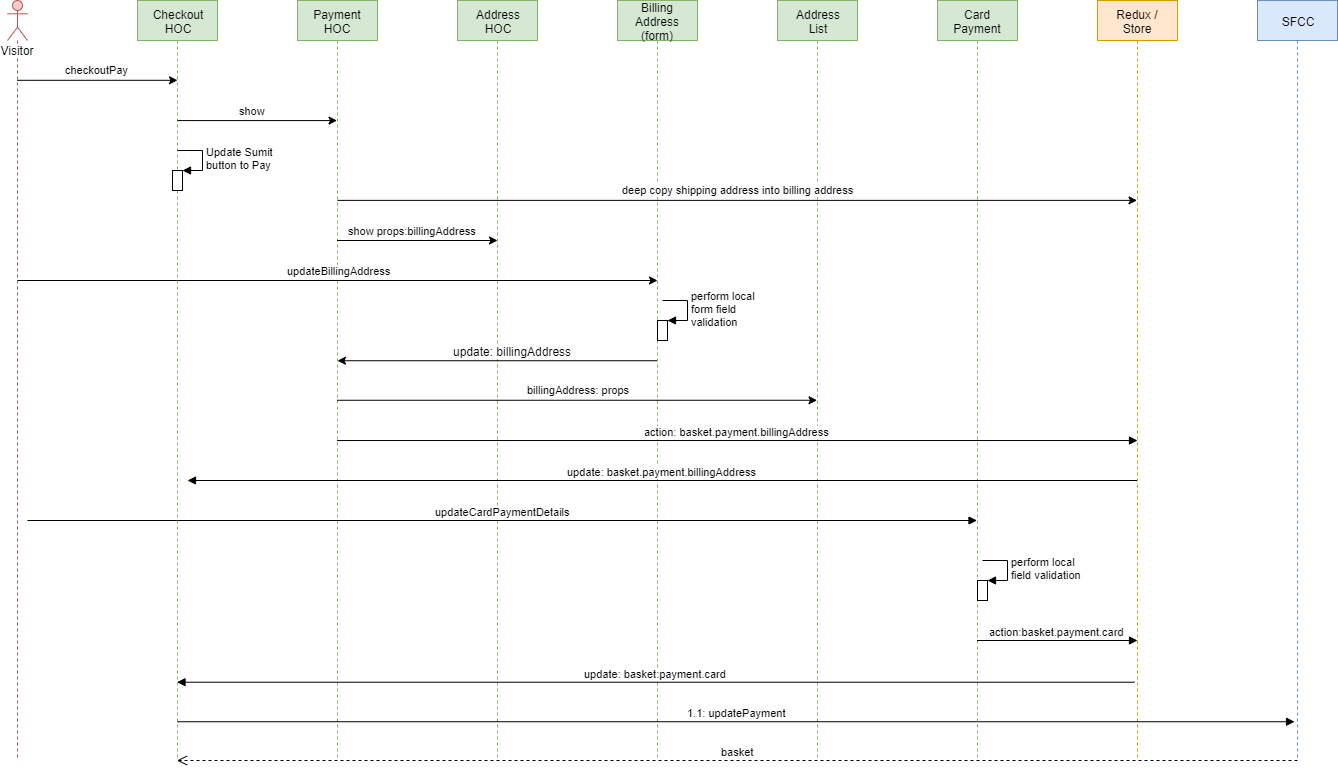 Checkout
HOC
Payment
HOC
Address
HOC
Billing
Address
(form)
Address
List
Card
Payment
Redux /
Store
SFCC
Visitor
checkoutPay
show
Update Sumit
button to Pay
deep copy shipping address into billing address
show props:billingAddress
updateBillingAddress
perform local
form field
validation
update: billingAddress
billingAddress: props
action: basket.payment.billingAddress
update: basket.payment.billingAddress
updateCardPaymentDetails
perform local
field validation
action:basket.payment.card
update: basket.payment.card
1.1: updatePayment
basket